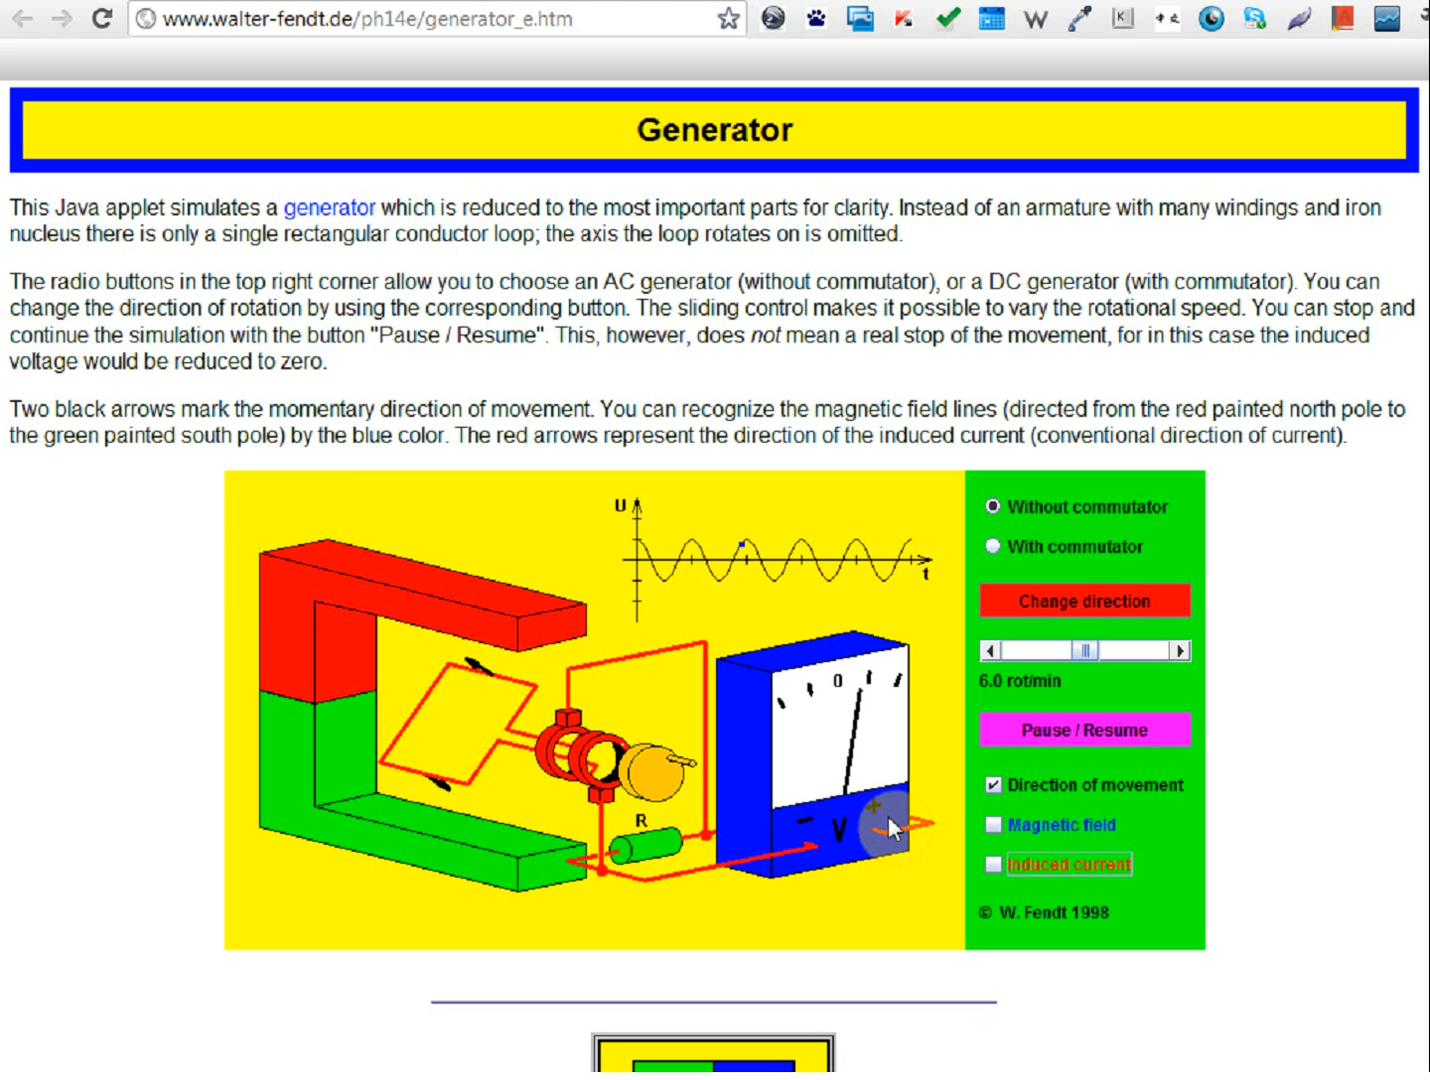 www.walter-fendt.de/ph14e/generator_e.htm
Generator
This Java applet simulates a generator which is reduced to the most important parts for clarity. Instead of an armature with many windings and iron
nucleus there is only a single rectangular conductor loop; the axis the loop rotates on is omitted.
The radio buttons in the top right corner allow you to choose an AC generator (without commutator), or a DC generator (with commutator). You can
change the direction of rotation by using the corresponding button. The sliding control makes it possible to vary the rotational speed. You can stop and
continue the simulation with the button "Pause / Resume". This, however, does not mean a real stop of the movement, for in this case the induced
voltage would be reduced to zero.
Two black arrows mark the momentary direction of movement. You can recognize the magnetic field lines (directed from the red painted north pole to
the green painted south pole) by the blue color. The red arrows represent the direction of the induced current (conventional direction of current).
U
t
0
R
- V +
Without commutator
With commutator
Change direction
6.0 rot/min
Pause / Resume
Direction of movement
Magnetic field
Induced current
© W. Fendt 1998